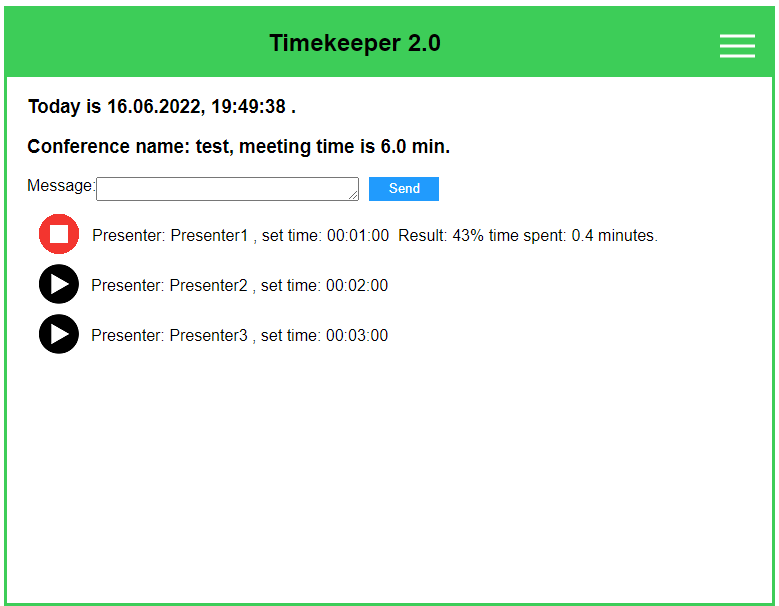 Timekeeper 2.0
Today is 16.06.2022, 19:49:38 .
Conference name: test, meeting time is 6.0 min.
Message: Send
Presenter: Presenter1 , set time: 00:01:00 Result: 43% time spent: 0.4 minutes.
Presenter: Presenter2 , set time: 00:02:00
Presenter: Presenter3 , set time: 00:03:00